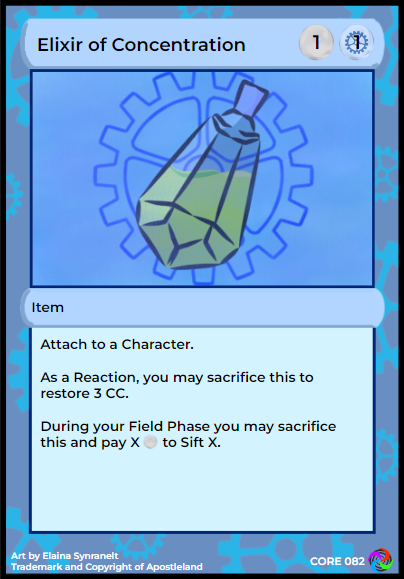 Elixir of Concentration 1 1
Item
Attach to a Character.
As a Reaction, you may sacrifice this to
restore 3 CC.
During your Field Phase you may sacrifice
this and pay X to Sift X.
Art by Elaina Synranelt
Trademark and Copyright of Apostleland
CORE 082